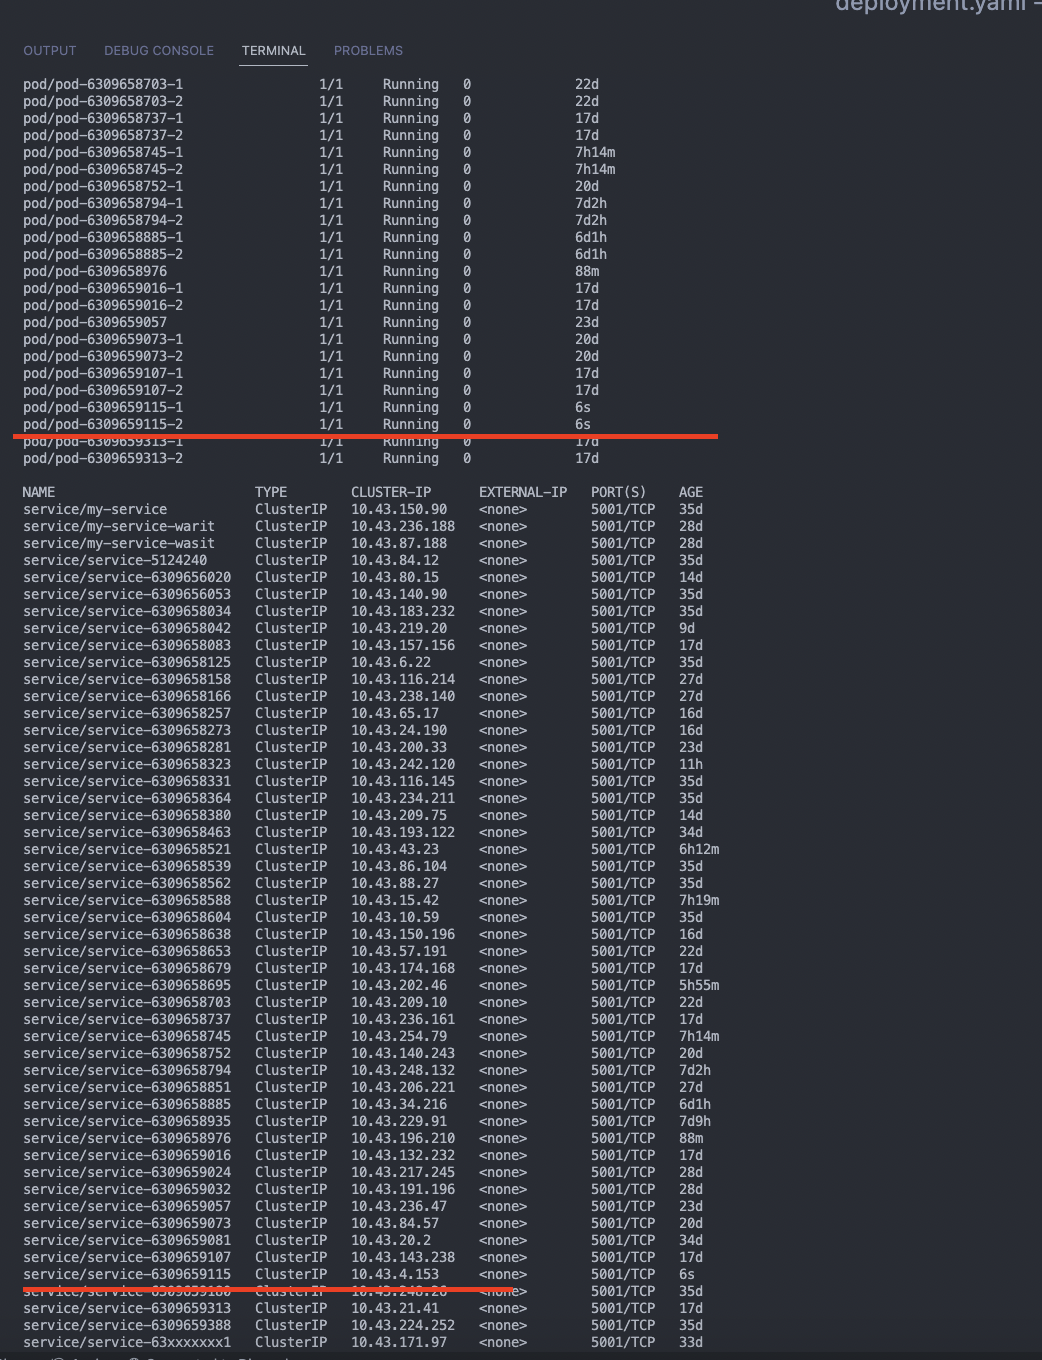 deployment.yaml –
OUTPUT DEBUG CONSOLE TERMINAL PROBLEMS
pod/pod-6309658703-1 1/1 Running 0 22d
pod/pod-6309658703-2 1/1 Running 0 22d
pod/pod-6309658737-1 1/1 Running 0 17d
pod/pod-6309658737-2 1/1 Running 0 17d
pod/pod-6309658745-1 1/1 Running 0 7h14m
pod/pod-6309658745-2 1/1 Running 0 7h14m
pod/pod-6309658752-1 1/1 Running 0 20d
pod/pod-6309658794-1 1/1 Running 0 7d2h
pod/pod-6309658794-2 1/1 Running 0 7d2h
pod/pod-6309658885-1 1/1 Running 0 6d1h
pod/pod-6309658885-2 1/1 Running 0 6d1h
pod/pod-6309658976 1/1 Running 0 88m
pod/pod-6309659016-1 1/1 Running 0 17d
pod/pod-6309659016-2 1/1 Running 0 17d
pod/pod-6309659057 1/1 Running 0 23d
pod/pod-6309659073-1 1/1 Running 0 20d
pod/pod-6309659073-2 1/1 Running 0 20d
pod/pod-6309659107-1 1/1 Running 0 17d
pod/pod-6309659107-2 1/1 Running 0 17d
pod/pod-6309659115-1 1/1 Running 0 6s
pod/pod-6309659115-2 1/1 Running 0 6s
pod/pod-6309659313-1 1/1 Running 0 17d
pod/pod-6309659313-2 1/1 Running 0 17d
NAME TYPE CLUSTER-IP EXTERNAL-IP PORT(S) AGE
service/my-service ClusterIP 10.43.150.90 <none> 5001/TCP 35d
service/my-service-warit ClusterIP 10.43.236.188 <none> 5001/TCP 28d
service/my-service-wasit ClusterIP 10.43.87.188 <none> 5001/TCP 28d
service/service-5124240 ClusterIP 10.43.84.12 <none> 5001/TCP 35d
service/service-6309656020 ClusterIP 10.43.80.15 <none> 5001/TCP 14d
service/service-6309656053 ClusterIP 10.43.140.90 <none> 5001/TCP 35d
service/service-6309658034 ClusterIP 10.43.183.232 <none> 5001/TCP 35d
service/service-6309658042 ClusterIP 10.43.219.20 <none> 5001/TCP 9d
service/service-6309658083 ClusterIP 10.43.157.156 <none> 5001/TCP 17d
service/service-6309658125 ClusterIP 10.43.6.22 <none> 5001/TCP 35d
service/service-6309658158 ClusterIP 10.43.116.214 <none> 5001/TCP 27d
service/service-6309658166 ClusterIP 10.43.238.140 <none> 5001/TCP 27d
service/service-6309658257 ClusterIP 10.43.65.17 <none> 5001/TCP 16d
service/service-6309658273 ClusterIP 10.43.24.190 <none> 5001/TCP 16d
service/service-6309658281 ClusterIP 10.43.200.33 <none> 5001/TCP 23d
service/service-6309658323 ClusterIP 10.43.242.120 <none> 5001/TCP 11h
service/service-6309658331 ClusterIP 10.43.116.145 <none> 5001/TCP 35d
service/service-6309658364 ClusterIP 10.43.234.211 <none> 5001/TCP 35d
service/service-6309658380 ClusterIP 10.43.209.75 <none> 5001/TCP 14d
service/service-6309658463 ClusterIP 10.43.193.122 <none> 5001/TCP 34d
service/service-6309658521 ClusterIP 10.43.43.23 <none> 5001/TCP 6h12m
service/service-6309658539 ClusterIP 10.43.86.104 <none> 5001/TCP 35d
service/service-6309658562 ClusterIP 10.43.88.27 <none> 5001/TCP 35d
service/service-6309658588 ClusterIP 10.43.15.42 <none> 5001/TCP 7h19m
service/service-6309658604 ClusterIP 10.43.10.59 <none> 5001/TCP 35d
service/service-6309658638 ClusterIP 10.43.150.196 <none> 5001/TCP 16d
service/service-6309658653 ClusterIP 10.43.57.191 <none> 5001/TCP 22d
service/service-6309658679 ClusterIP 10.43.174.168 <none> 5001/TCP 17d
service/service-6309658695 ClusterIP 10.43.202.46 <none> 5001/TCP 5h55m
service/service-6309658703 ClusterIP 10.43.209.10 <none> 5001/TCP 22d
service/service-6309658737 ClusterIP 10.43.236.161 <none> 5001/TCP 17d
service/service-6309658745 ClusterIP 10.43.254.79 <none> 5001/TCP 7h14m
service/service-6309658752 ClusterIP 10.43.140.243 <none> 5001/TCP 20d
service/service-6309658794 ClusterIP 10.43.248.132 <none> 5001/TCP 7d2h
service/service-6309658851 ClusterIP 10.43.206.221 <none> 5001/TCP 27d
service/service-6309658885 ClusterIP 10.43.34.216 <none> 5001/TCP 6d1h
service/service-6309658935 ClusterIP 10.43.229.91 <none> 5001/TCP 7d9h
service/service-6309658976 ClusterIP 10.43.196.210 <none> 5001/TCP 88m
service/service-6309659016 ClusterIP 10.43.132.232 <none> 5001/TCP 17d
service/service-6309659024 ClusterIP 10.43.217.245 <none> 5001/TCP 28d
service/service-6309659032 ClusterIP 10.43.191.196 <none> 5001/TCP 28d
service/service-6309659057 ClusterIP 10.43.236.47 <none> 5001/TCP 23d
service/service-6309659073 ClusterIP 10.43.84.57 <none> 5001/TCP 20d
service/service-6309659081 ClusterIP 10.43.20.2 <none> 5001/TCP 34d
service/service-6309659107 ClusterIP 10.43.143.238 <none> 5001/TCP 17d
service/service-6309659115 ClusterIP 10.43.4.153 <none> 5001/TCP 6s
ClusterIP <none> 5001/TCP 35d
service/service-6309659313 ClusterIP 10.43.21.41 <none> 5001/TCP 17d
service/service-6309659388 ClusterIP 10.43.224.252 <none> 5001/TCP 35d
service/service-63xxxxxxx1 ClusterIP 10.43.171.97 <none> 5001/TCP 33d